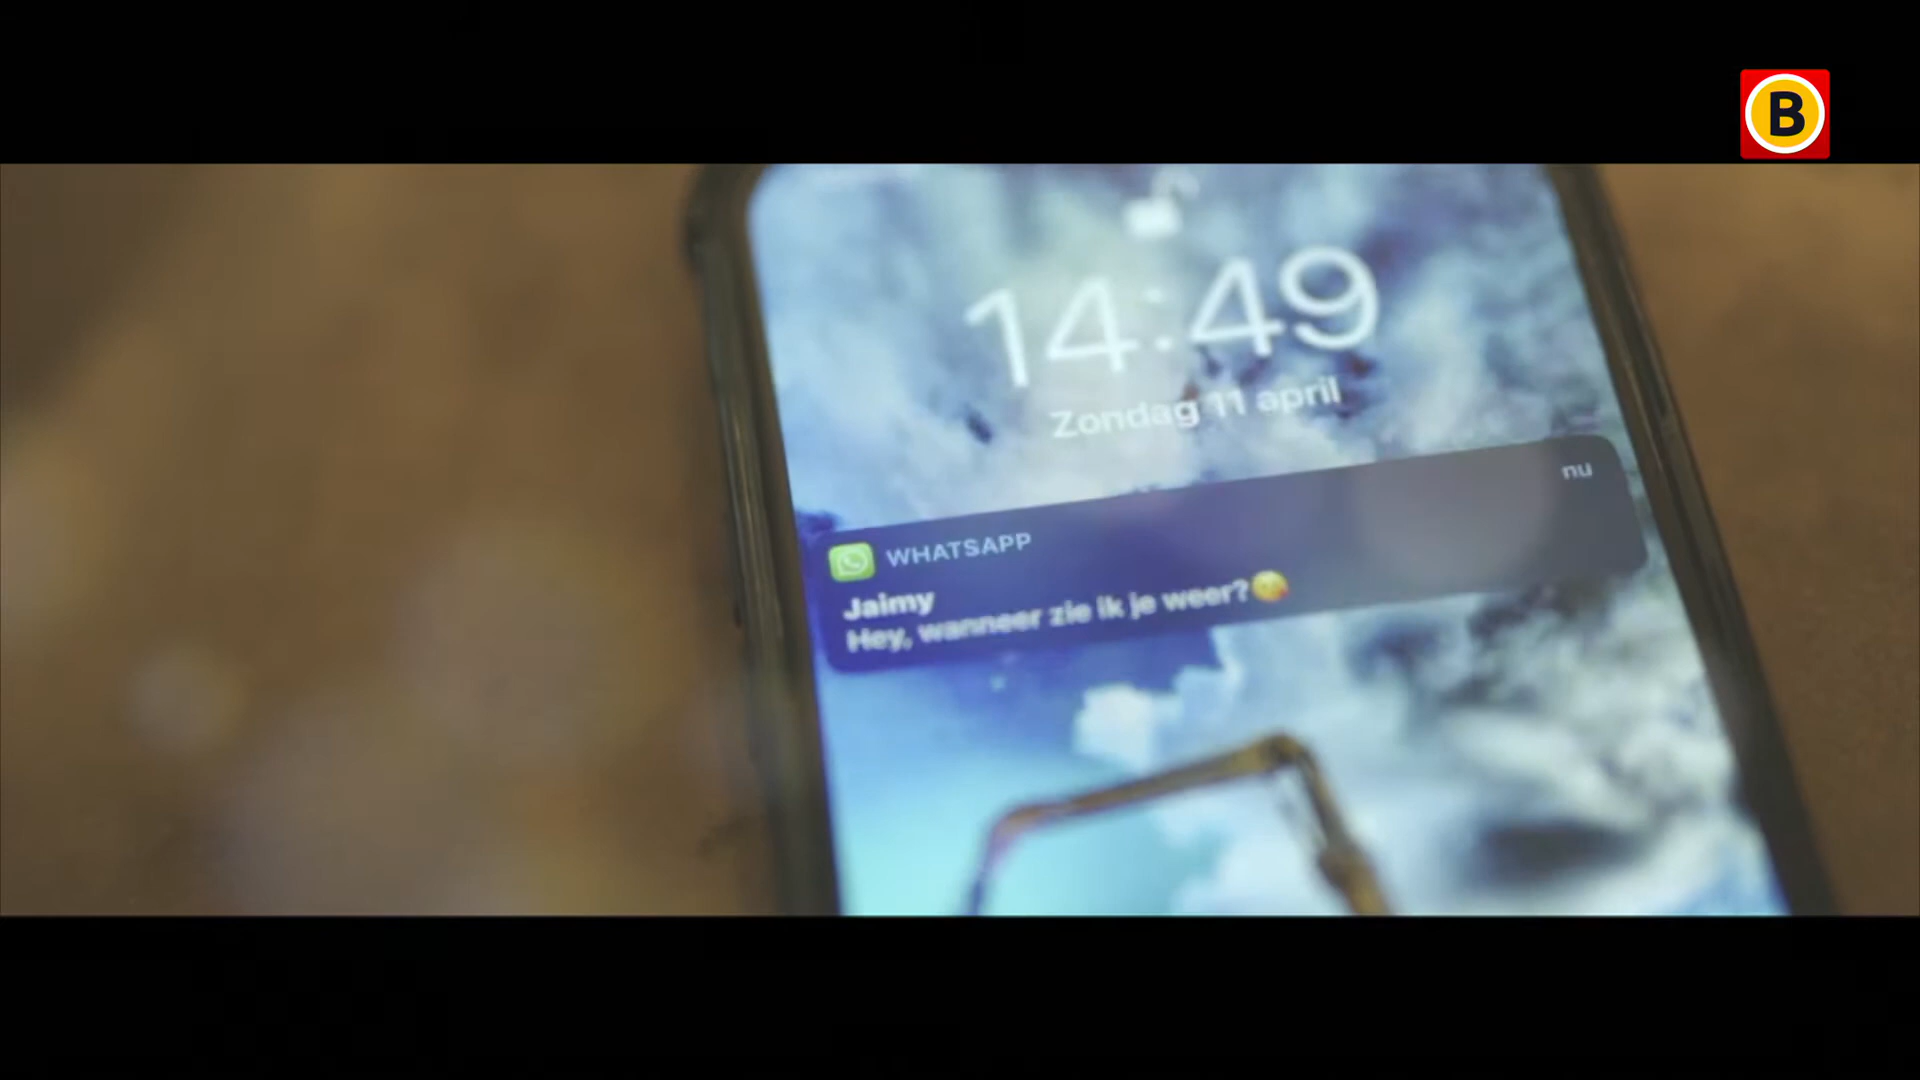 B
14:49
Zondag 11 april
nu
WHATSAPP
Jaimy
Hey, wanneer zie ik je weer?😘